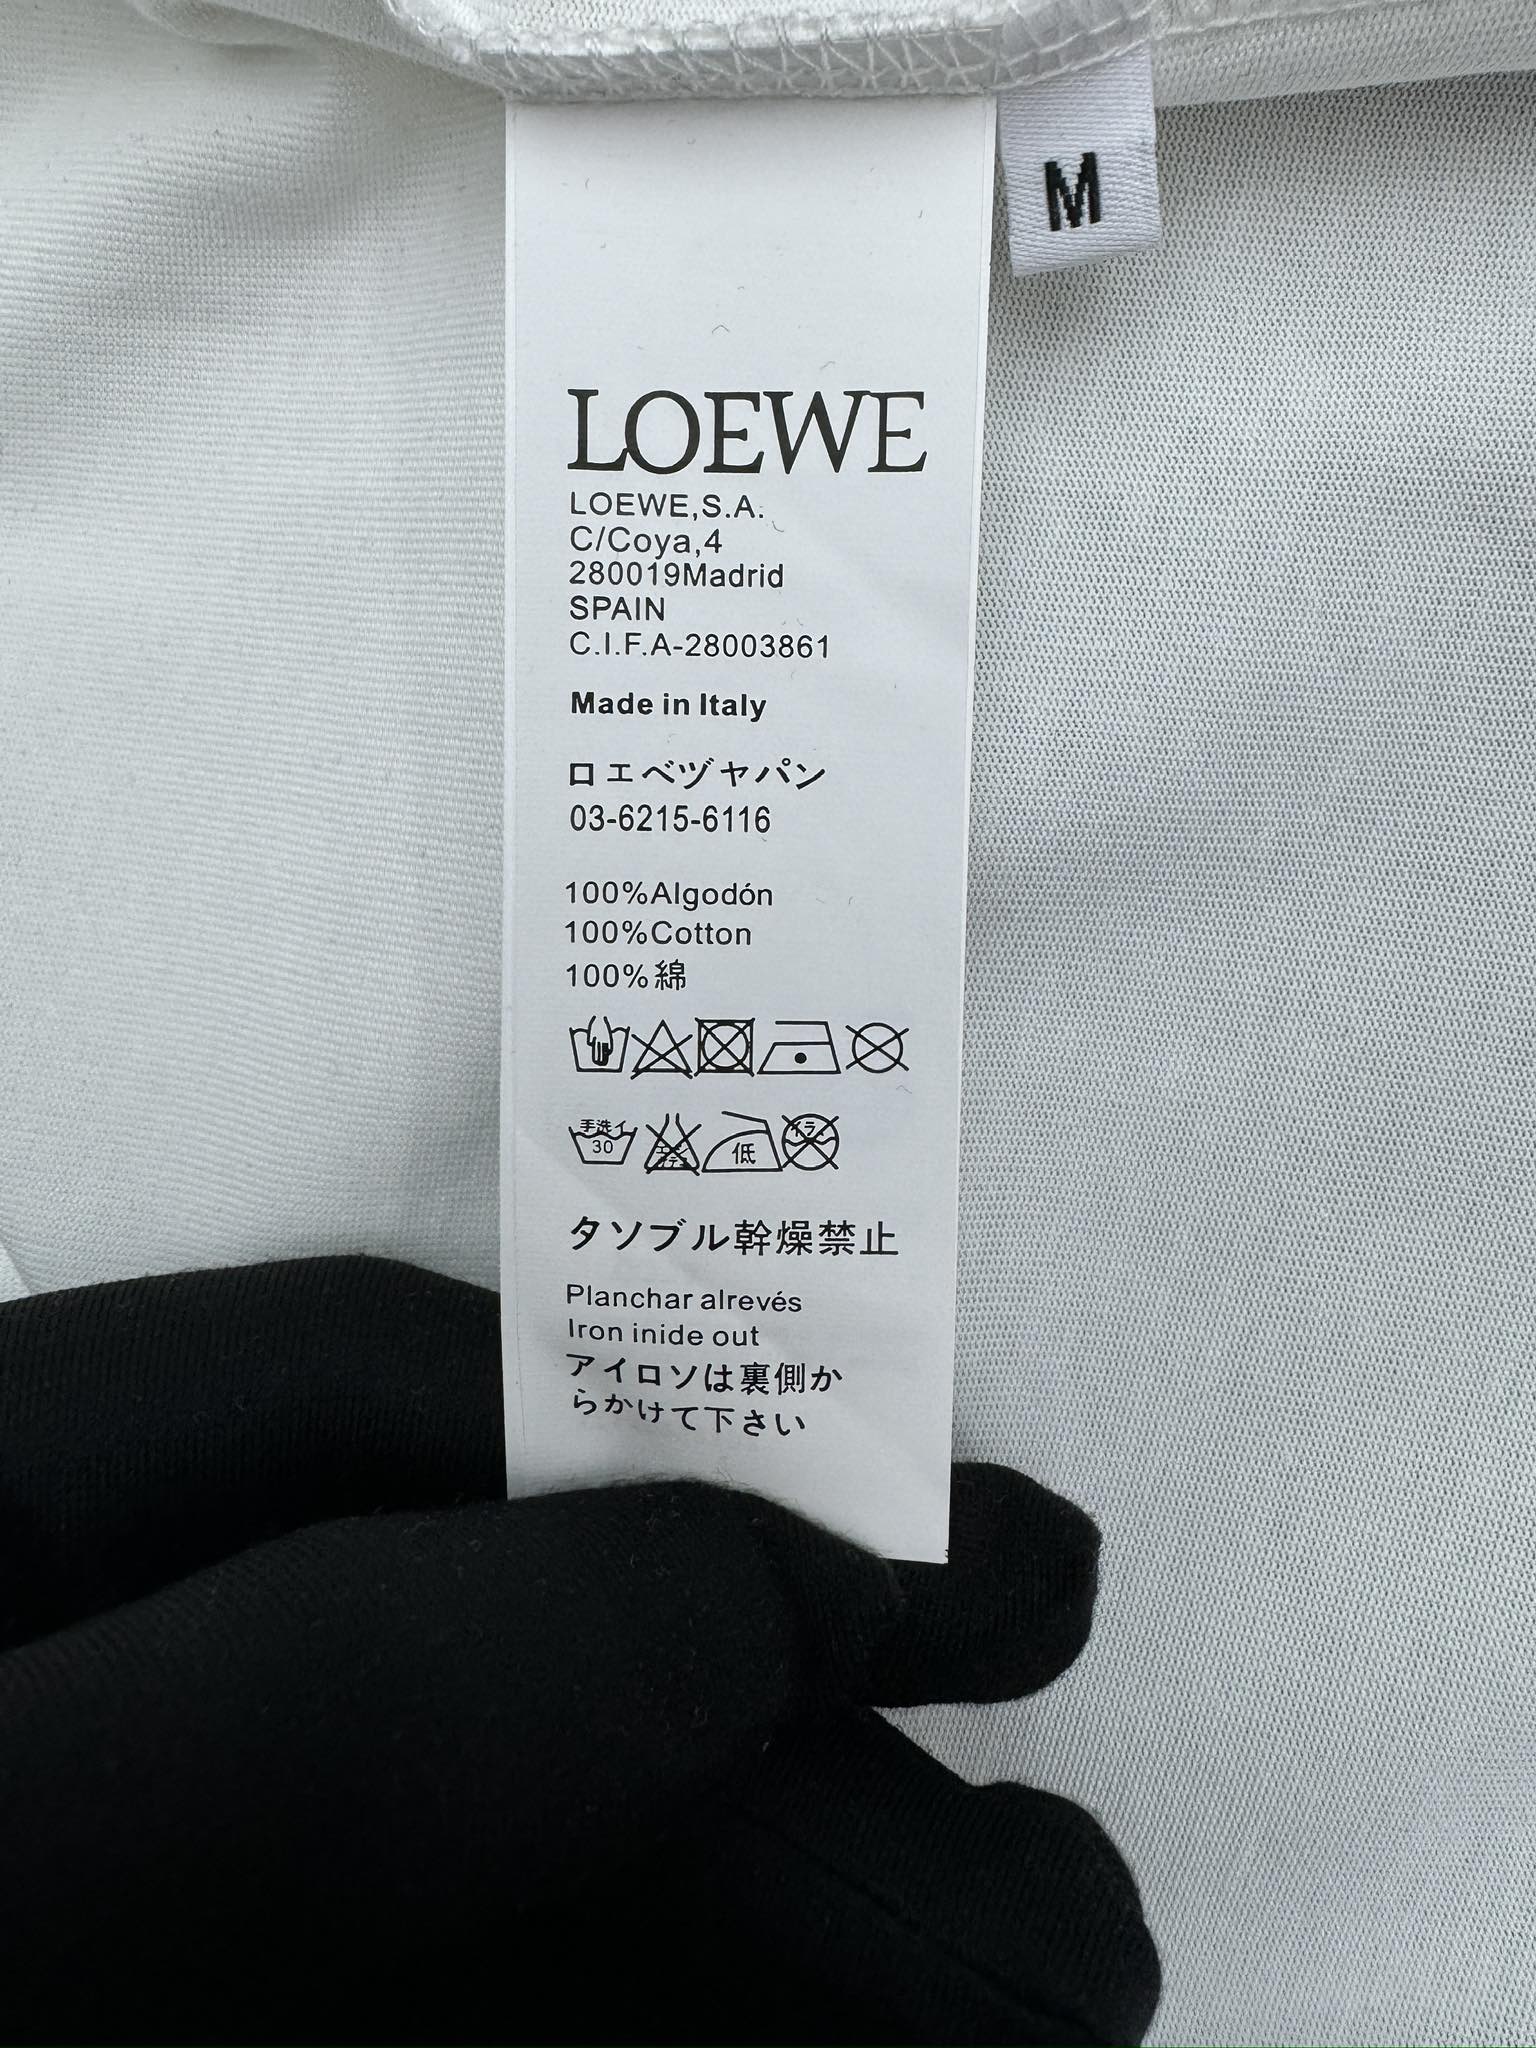 M
LOEWE
LOEWE,S.A.
C/Coya,4
280019Madrid
SPAIN
C.I.F.A-28003861
Made in Italy
ロエベヅャパン
03-6215-6116
100%Algodón
100%Cotton
100%綿
手洗イ
30
低
タソブル幹燥禁止
Planchar alrevés
Iron inide out
アイロソは裏側か
らかけて下さい